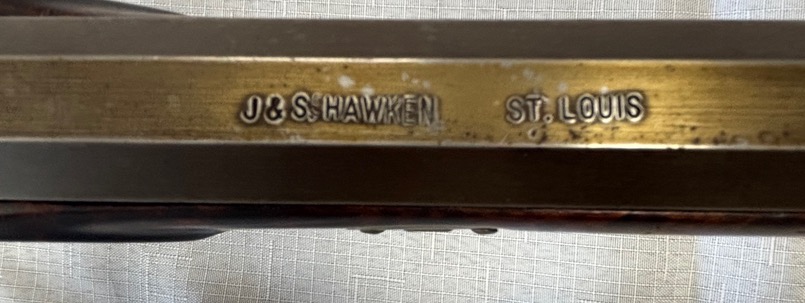 J & S. HAWKEN ST. LOUIS